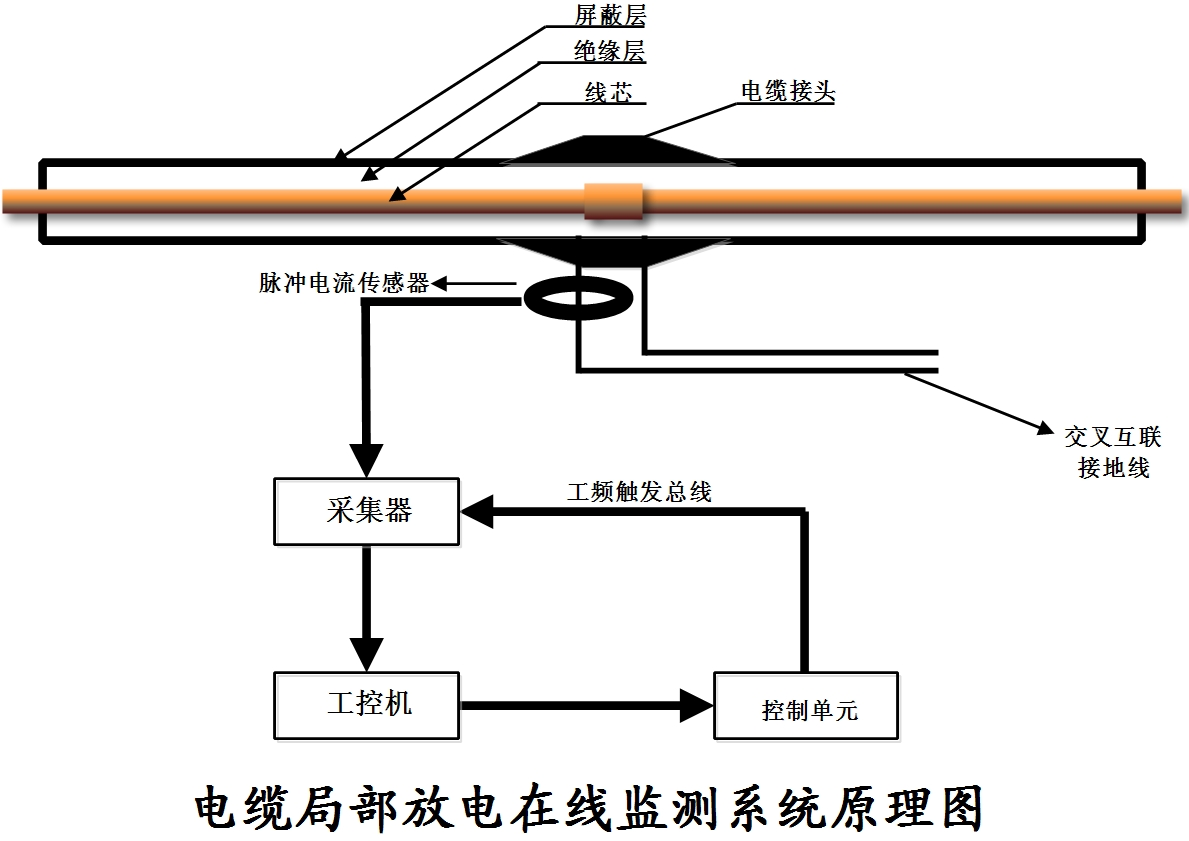 屏蔽层
绝缘层
线芯
电缆接头
脉冲电流传感器
交叉互联
接地线
工频触发总线
采集器
工控机
控制单元
电缆局部放电在线监测系统原理图